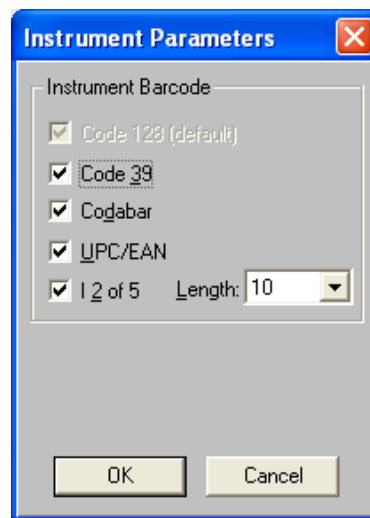 Instrument Parameters
Instrument Barcode
Code 128 (default)
Code 39
Codabar
UPC/EAN
I 2 of 5 Length: 10
OK Cancel